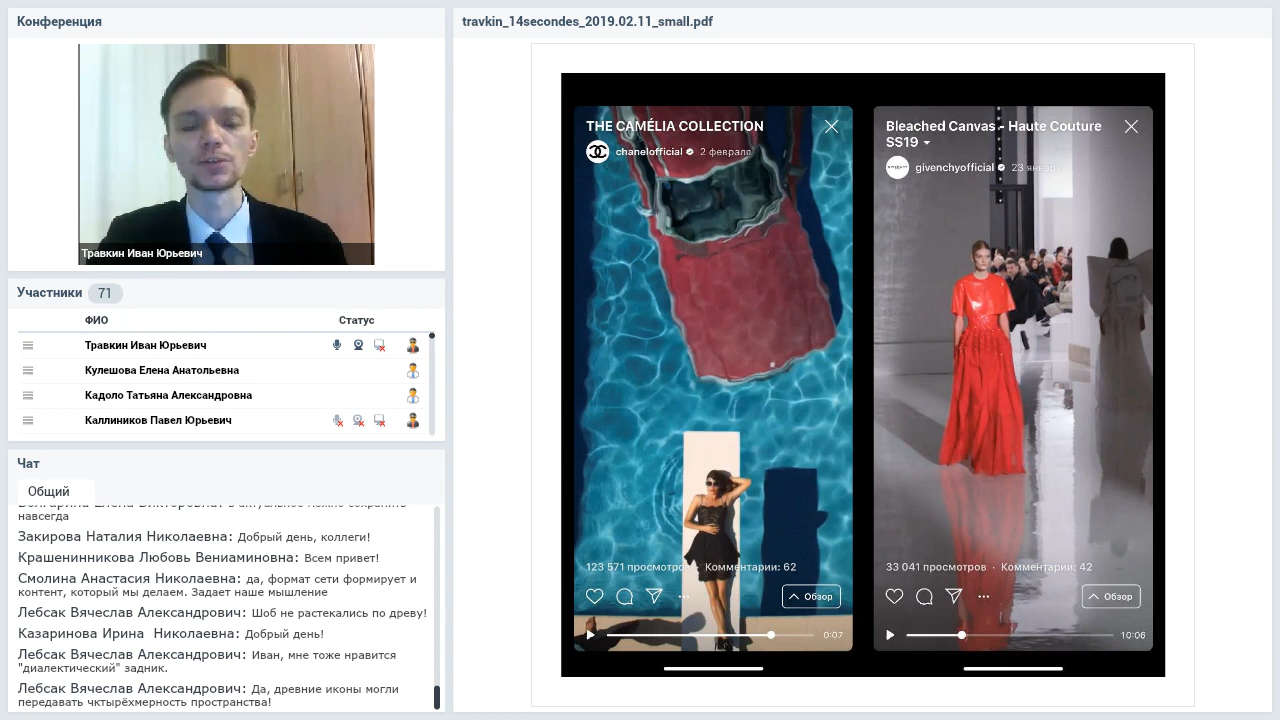 Конференция
Травкин Иван Юрьевич
Участники 71
ФИО Статус
Травкин Иван Юрьевич
Кулешова Елена Анатольевна
Кадоло Татьяна Александровна
Каллиников Павел Юрьевич
Чат
Общий
навсегда
Закирова Наталия Николаевна: Добрый день, коллеги!
Крашенинникова Любовь Вениаминовна: Всем привет!
Смолина Анастасия Николаевна: да, формат сети формирует и
контент, который мы делаем. Задает наше мышление
Лебсак Вячеслав Александрович: Шоб не растекались по древу!
Казаринова Ирина  Николаевна: Добрый день!
Лебсак Вячеслав Александрович: Иван, мне тоже нравится
"диалектический" задник.
Лебсак Вячеслав Александрович: Да, древние иконы могли
передавать чктырёхмерность пространства!
travkin_14secondes_2019.02.11_small.pdf
THE CAMÉLIA COLLECTION
chanelofficial 2 февраля
123 571 просмотров · Комментарии: 62
Обзор
0:07
Bleached Canvas - Haute Couture
SS19
givenchyofficial 23 января
33 041 просмотров · Комментарии: 42
Обзор
10:06